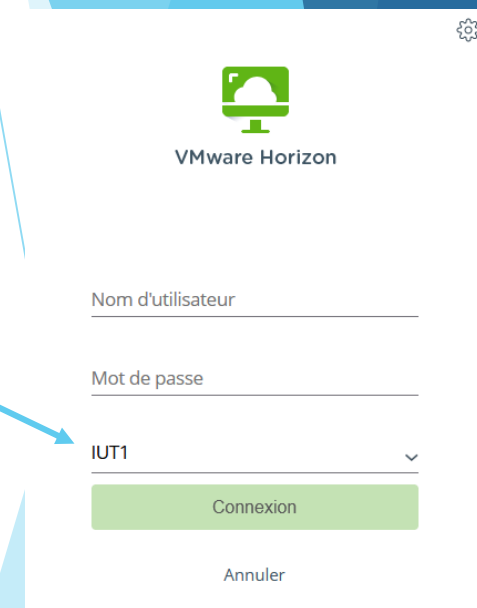 VMware Horizon
Nom d'utilisateur
Mot de passe
IUT1
Connexion
Annuler